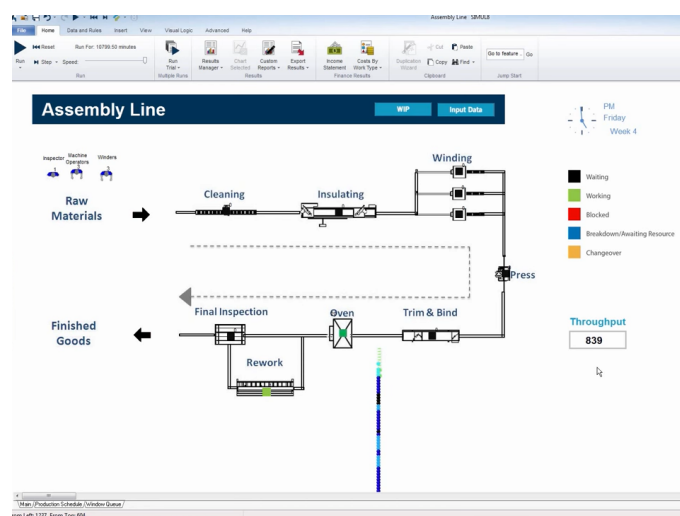 Assembly Line - SIMUL8
File Home Data and Rules Insert View Visual Logic Advanced Help
Run Reset Run For: 10799.50 minutes
Step Speed:
Run Trial
Results Manager
Chart Selected
Custom Reports
Export Results
Income Statement
Costs By Work Type
Duplication Wizard
Cut Paste
Copy Find
Go to feature... Go
Run Multiple Runs Results Finance Results Clipboard Jump Start
Assembly Line
WIP Input Data
PM
Friday
Week 4
Inspector Machine Operators Winders
Raw Materials
Cleaning
Insulating
Winding
Waiting
Working
Blocked
Breakdown/Awaiting Resource
Changeover
Press
Final Inspection
Oven
Trim & Bind
Finished Goods
Rework
Throughput
839
Main /Production Schedule /Window Queue /